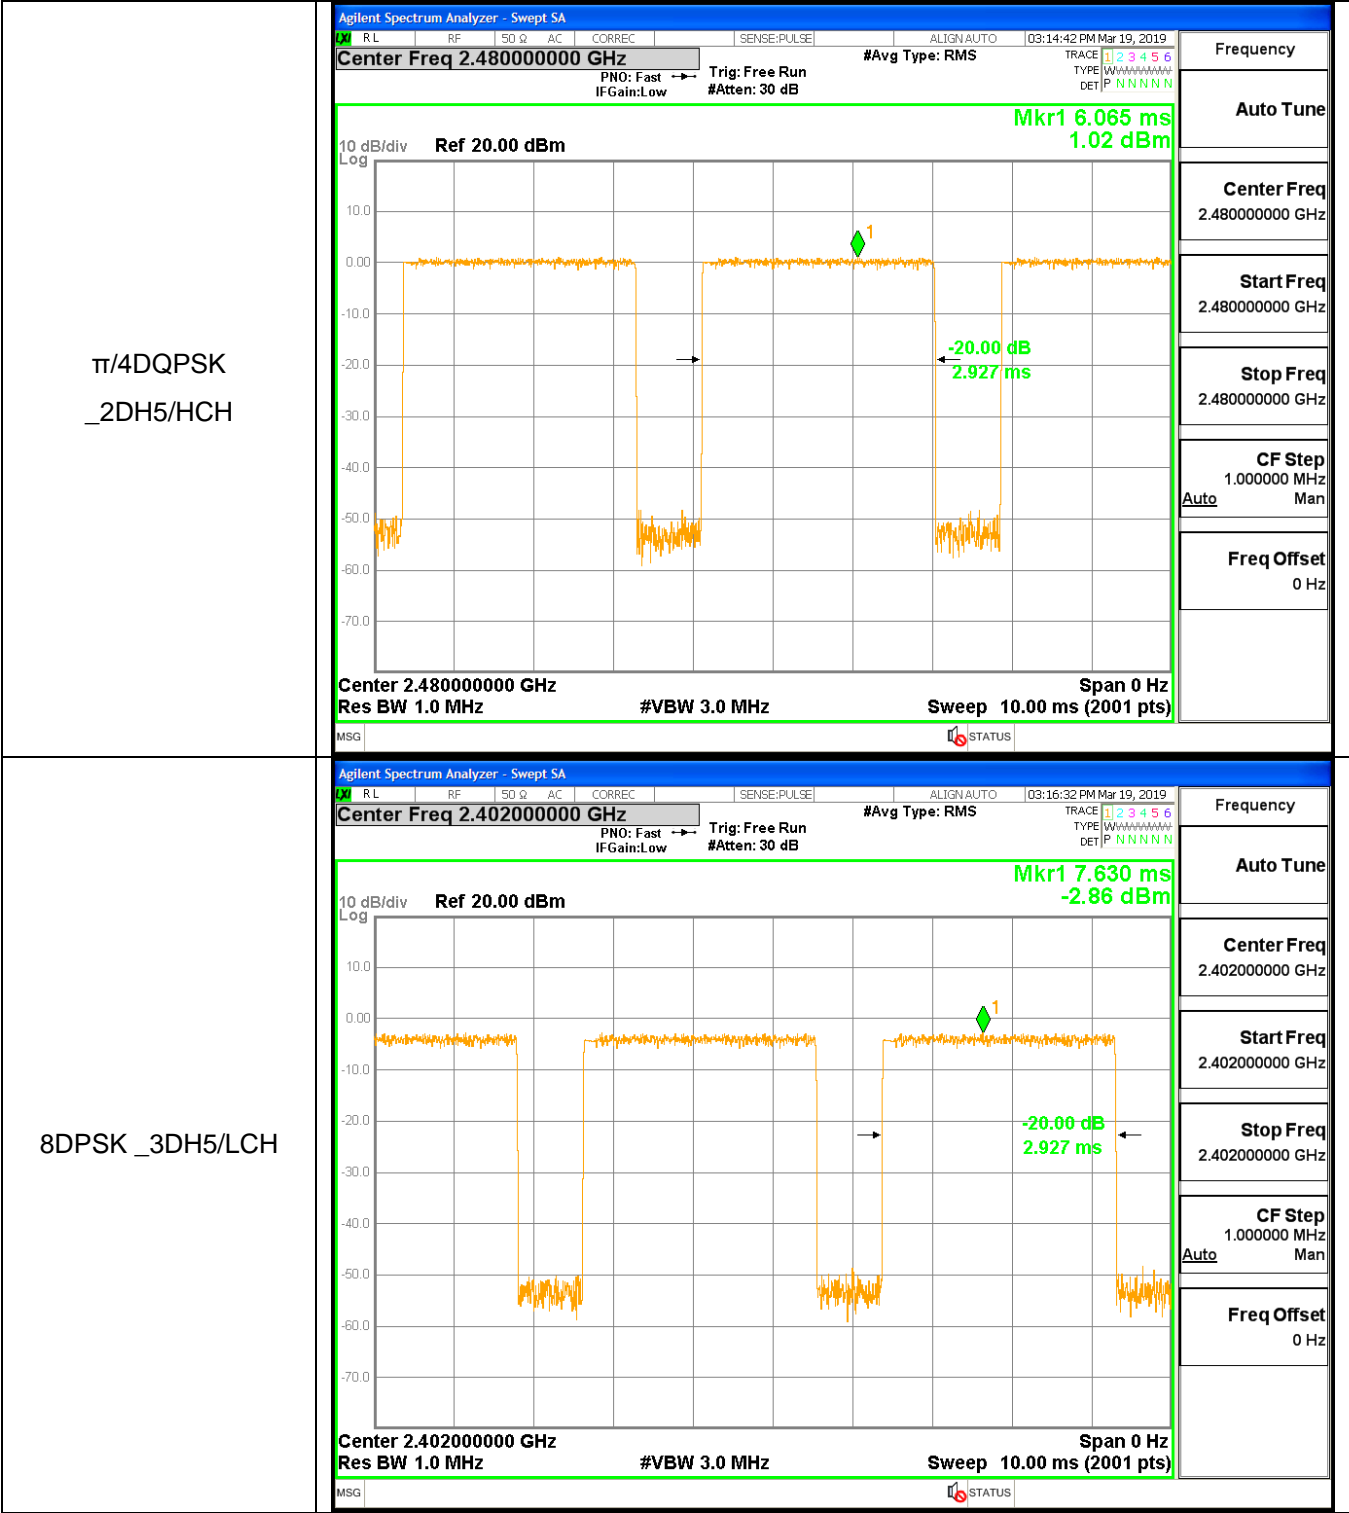 π/4DQPSK
_2DH5/HCH
Agilent Spectrum Analyzer - Swept SA
LXI RL RF 50 Ω AC CORREC SENSE:PULSE ALIGN AUTO 03:14:42 PM Mar 19, 2019
Center Freq 2.480000000 GHz
#Avg Type: RMS
TRACE 1 2 3 4 5 6
PNO: Fast Trig: Free Run
TYPE
IFGain:Low #Atten: 30 dB
DET P N N N N N
Mkr1 6.065 ms
1.02 dBm
10 dB/div Ref 20.00 dBm
Log
10.0
1
0.00
-10.0
-20.00 dB
-20.0
2.927 ms
-30.0
-40.0
-50.0
-60.0
-70.0
Center 2.480000000 GHz Span 0 Hz
Res BW 1.0 MHz #VBW 3.0 MHz Sweep 10.00 ms (2001 pts)
MSG STATUS
Frequency
Auto Tune
Center Freq
2.480000000 GHz
Start Freq
2.480000000 GHz
Stop Freq
2.480000000 GHz
CF Step
1.000000 MHz
Auto Man
Freq Offset
0 Hz
8DPSK _3DH5/LCH
Agilent Spectrum Analyzer - Swept SA
LXI RL RF 50 Ω AC CORREC SENSE:PULSE ALIGN AUTO 03:16:32 PM Mar 19, 2019
Center Freq 2.402000000 GHz
#Avg Type: RMS
TRACE 1 2 3 4 5 6
PNO: Fast Trig: Free Run
TYPE
IFGain:Low #Atten: 30 dB
DET P N N N N N
Mkr1 7.630 ms
-2.86 dBm
10 dB/div Ref 20.00 dBm
Log
10.0
1
0.00
-10.0
-20.0
-20.00 dB
2.927 ms
-30.0
-40.0
-50.0
-60.0
-70.0
Center 2.402000000 GHz Span 0 Hz
Res BW 1.0 MHz #VBW 3.0 MHz Sweep 10.00 ms (2001 pts)
MSG STATUS
Frequency
Auto Tune
Center Freq
2.402000000 GHz
Start Freq
2.402000000 GHz
Stop Freq
2.402000000 GHz
CF Step
1.000000 MHz
Auto Man
Freq Offset
0 Hz